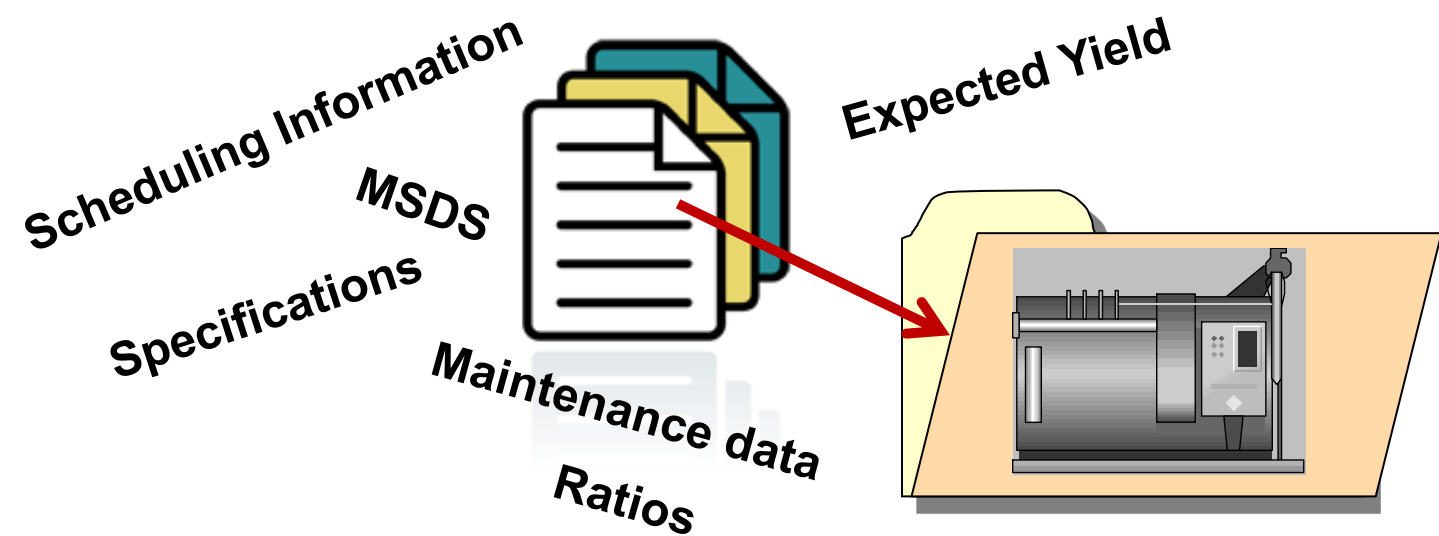 Scheduling Information
Expected Yield
MSDS
Specifications
Maintenance data
Ratios